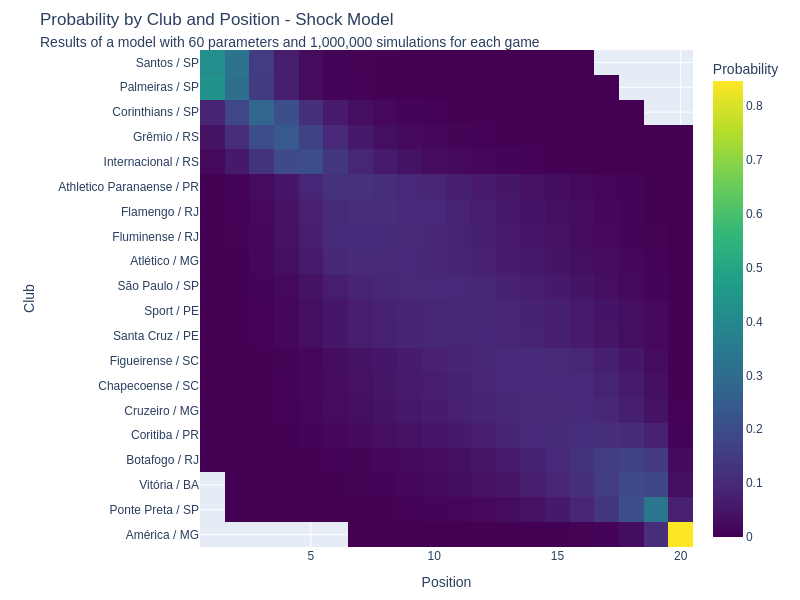 Probability by Club and Position - Shock Model
Results of a model with 60 parameters and 1,000,000 simulations for each game
Probability
Santos / SP
Palmeiras / SP
Corinthians / SP
Grêmio / RS
Internacional / RS
Athletico Paranaense / PR
Flamengo / RJ
Fluminense / RJ
Atlético / MG
São Paulo / SP
Sport / PE
Santa Cruz / PE
Figueirense / SC
Chapecoense / SC
Cruzeiro / MG
Coritiba / PR
Botafogo / RJ
Vitória / BA
Ponte Preta / SP
América / MG
Club
5 10 15 20
Position
0.8
0.7
0.6
0.5
0.4
0.3
0.2
0.1
0